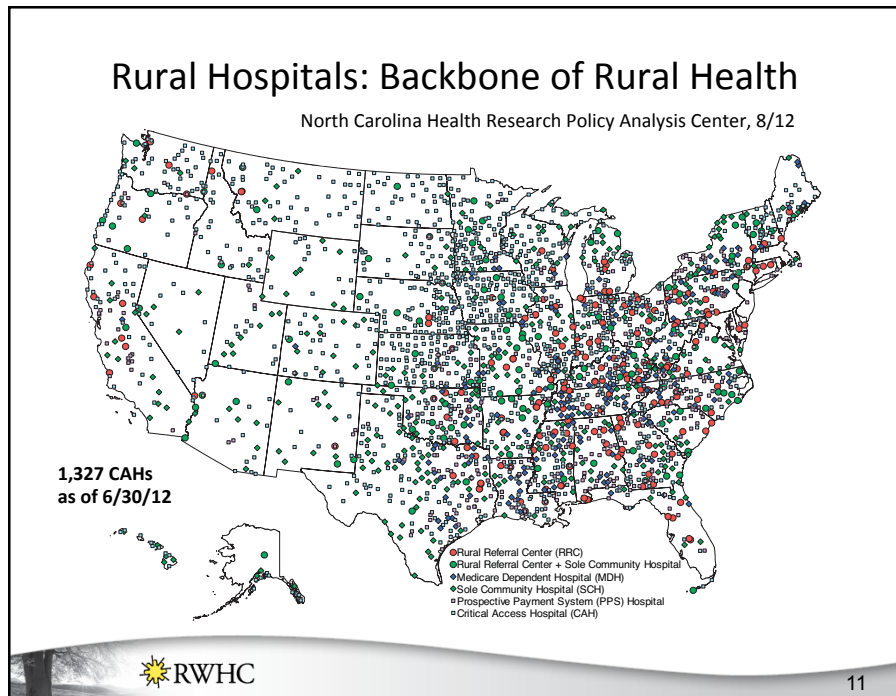 Rural Hospitals: Backbone of Rural Health
North Carolina Health Research Policy Analysis Center, 8/12
1,327 CAHs
as of 6/30/12
Rural Referral Center (RRC)
Rural Referral Center + Sole Community Hospital
Medicare Dependent Hospital (MDH)
Sole Community Hospital (SCH)
Prospective Payment System (PPS) Hospital
Critical Access Hospital (CAH)
RWHC
11